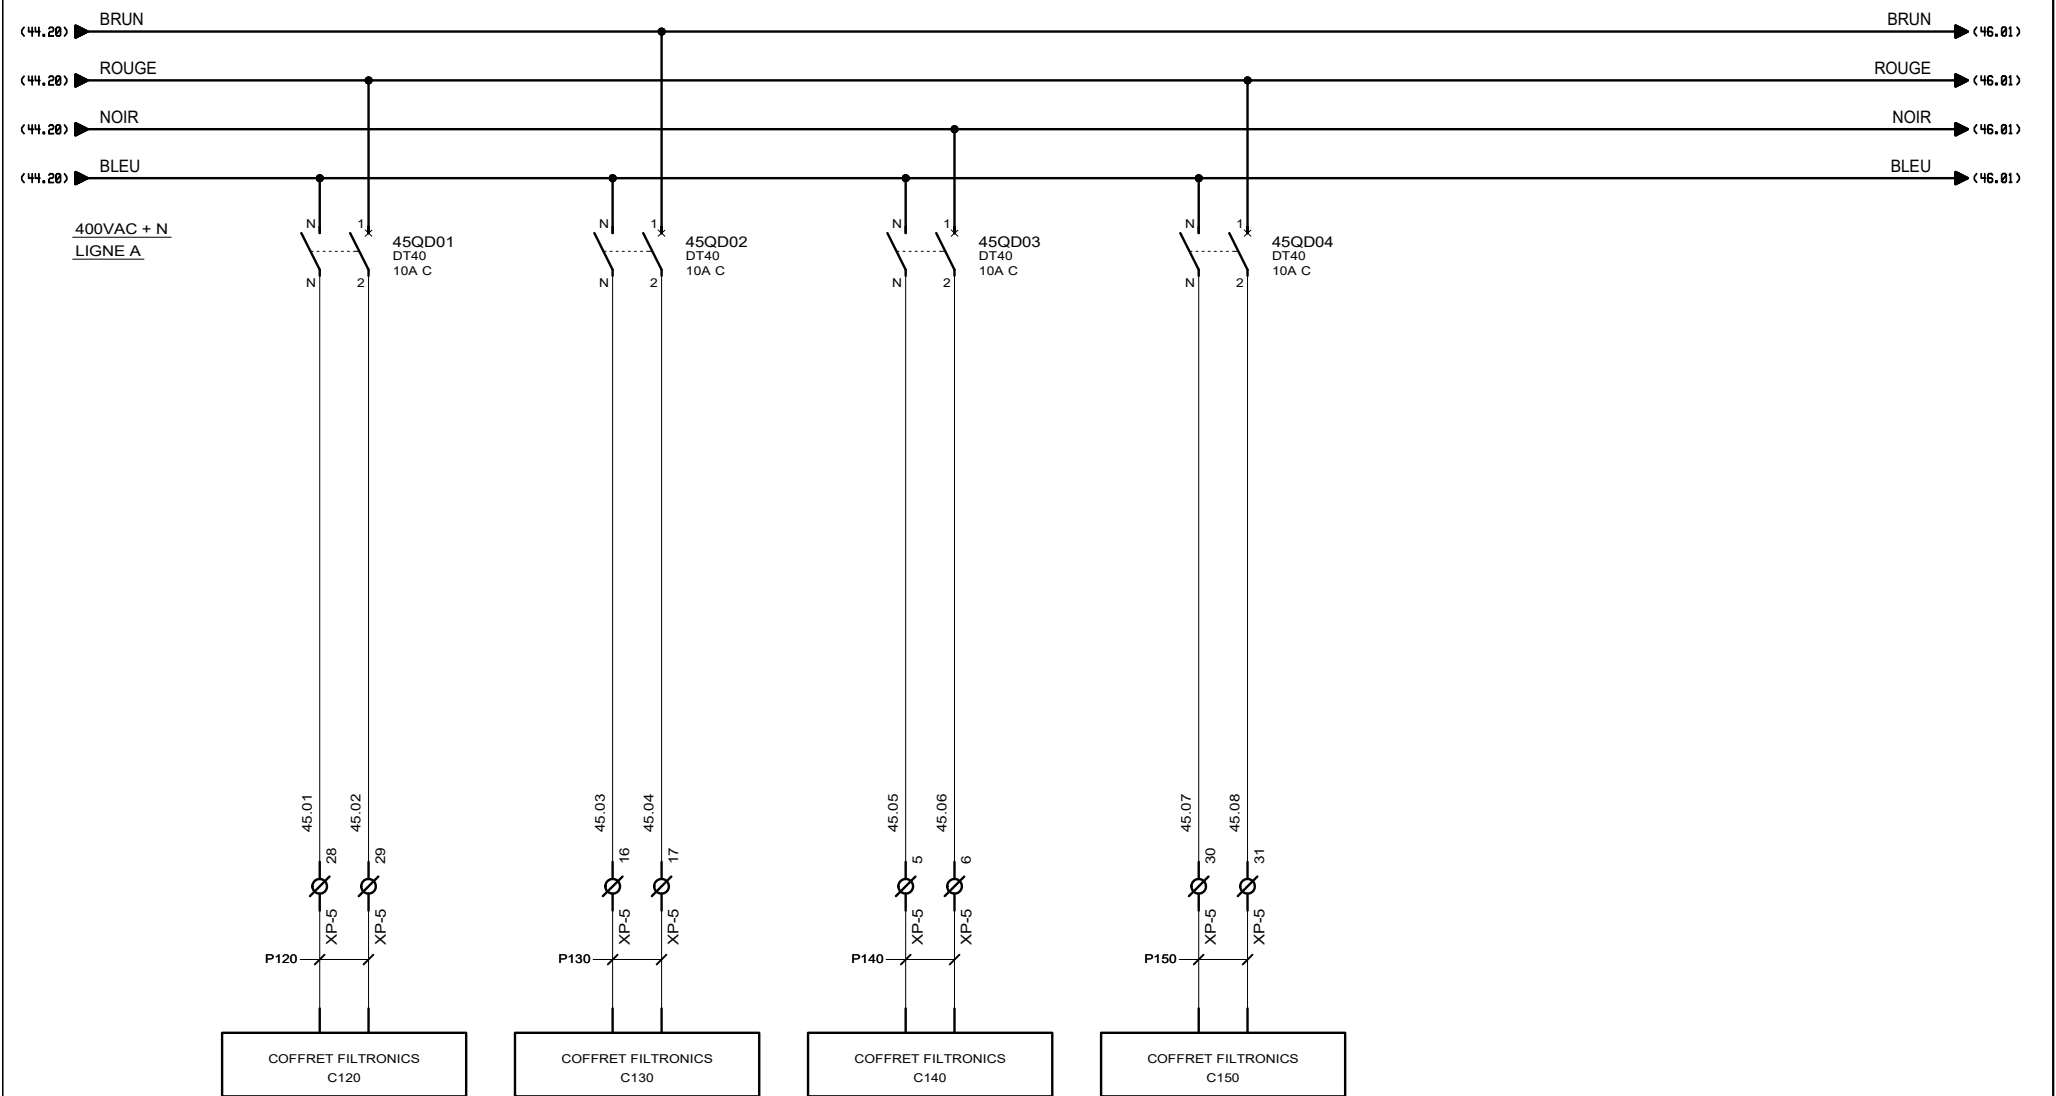 (44.20) BRUN BRUN (46.01)
(44.20) ROUGE ROUGE (46.01)
(44.20) NOIR NOIR (46.01)
(44.20) BLEU BLEU (46.01)
400VAC + N
LIGNE A
N 1 N 1 N 1 N 1
45QD01 45QD02 45QD03 45QD04
DT40 DT40 DT40 DT40
10A C 10A C 10A C 10A C
N 2 N 2 N 2 N 2
45.01 45.02 45.03 45.04 45.05 45.06 45.07 45.08
28 29 16 17 5 6 30 31
XP-5 XP-5 XP-5 XP-5 XP-5 XP-5 XP-5 XP-5
P120 P130 P140 P150
COFFRET FILTRONICS COFFRET FILTRONICS COFFRET FILTRONICS COFFRET FILTRONICS
C120 C130 C140 C150